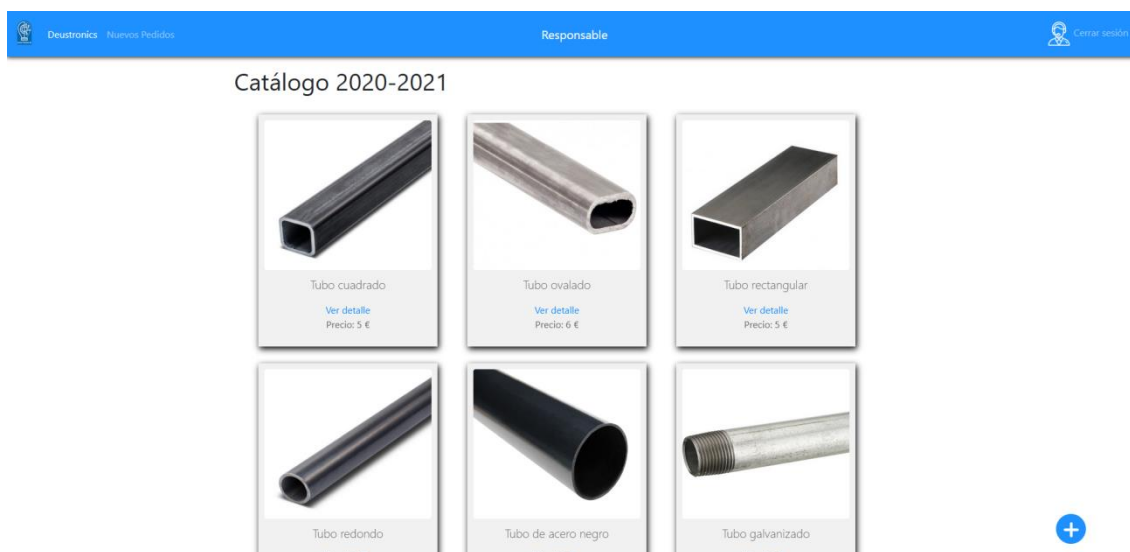 Deustronics Nuevos Pedidos Responsable Cerrar sesión
Catálogo 2020-2021
Tubo cuadrado
Ver detalle
Precio: 5 €
Tubo ovalado
Ver detalle
Precio: 6 €
Tubo rectangular
Ver detalle
Precio: 5 €
Tubo redondo
Tubo de acero negro
Tubo galvanizado